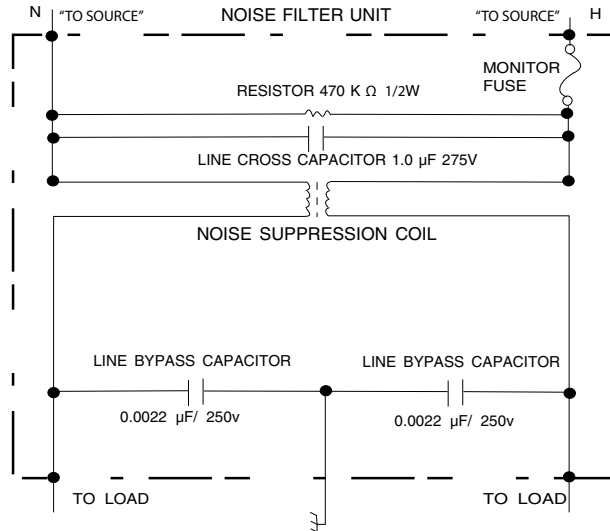 N "TO SOURCE" NOISE FILTER UNIT "TO SOURCE" H
MONITOR
FUSE
RESISTOR 470 K Ω 1/2W
LINE CROSS CAPACITOR 1.0 µF 275V
NOISE SUPPRESSION COIL
LINE BYPASS CAPACITOR
0.0022 µF/ 250v
LINE BYPASS CAPACITOR
0.0022 µF/ 250v
TO LOAD
TO LOAD